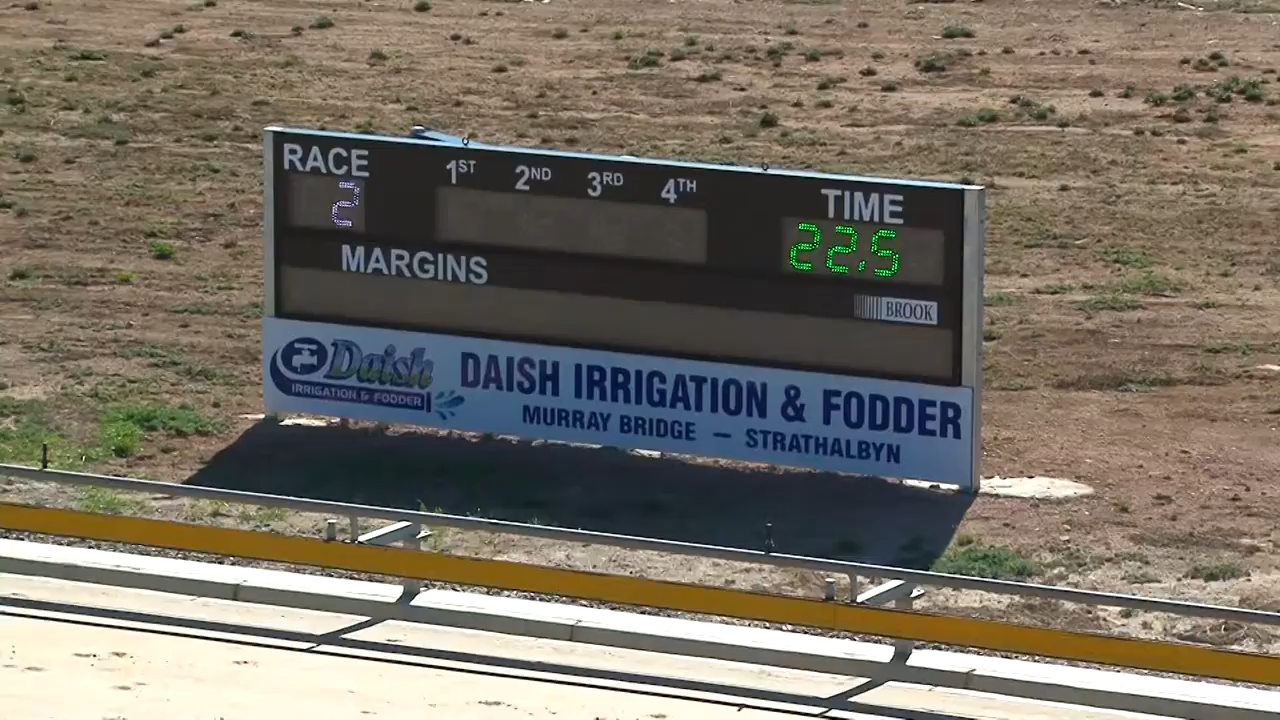 RACE 1ST 2ND 3RD 4TH TIME
2 22.5
MARGINS
BROOK
Daish
IRRIGATION & FODDER
DAISH IRRIGATION & FODDER
MURRAY BRIDGE – STRATHALBYN